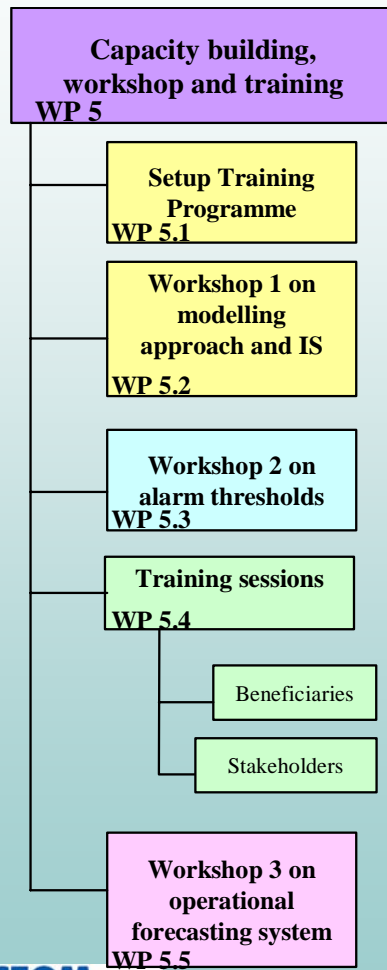 Capacity building,
workshop and training
WP 5
Setup Training
Programme
WP 5.1
Workshop 1 on
modelling
approach and IS
WP 5.2
Workshop 2 on
alarm thresholds
WP 5.3
Training sessions
WP 5.4
Beneficiaries
Stakeholders
Workshop 3 on
operational
forecasting system
WP 5.5